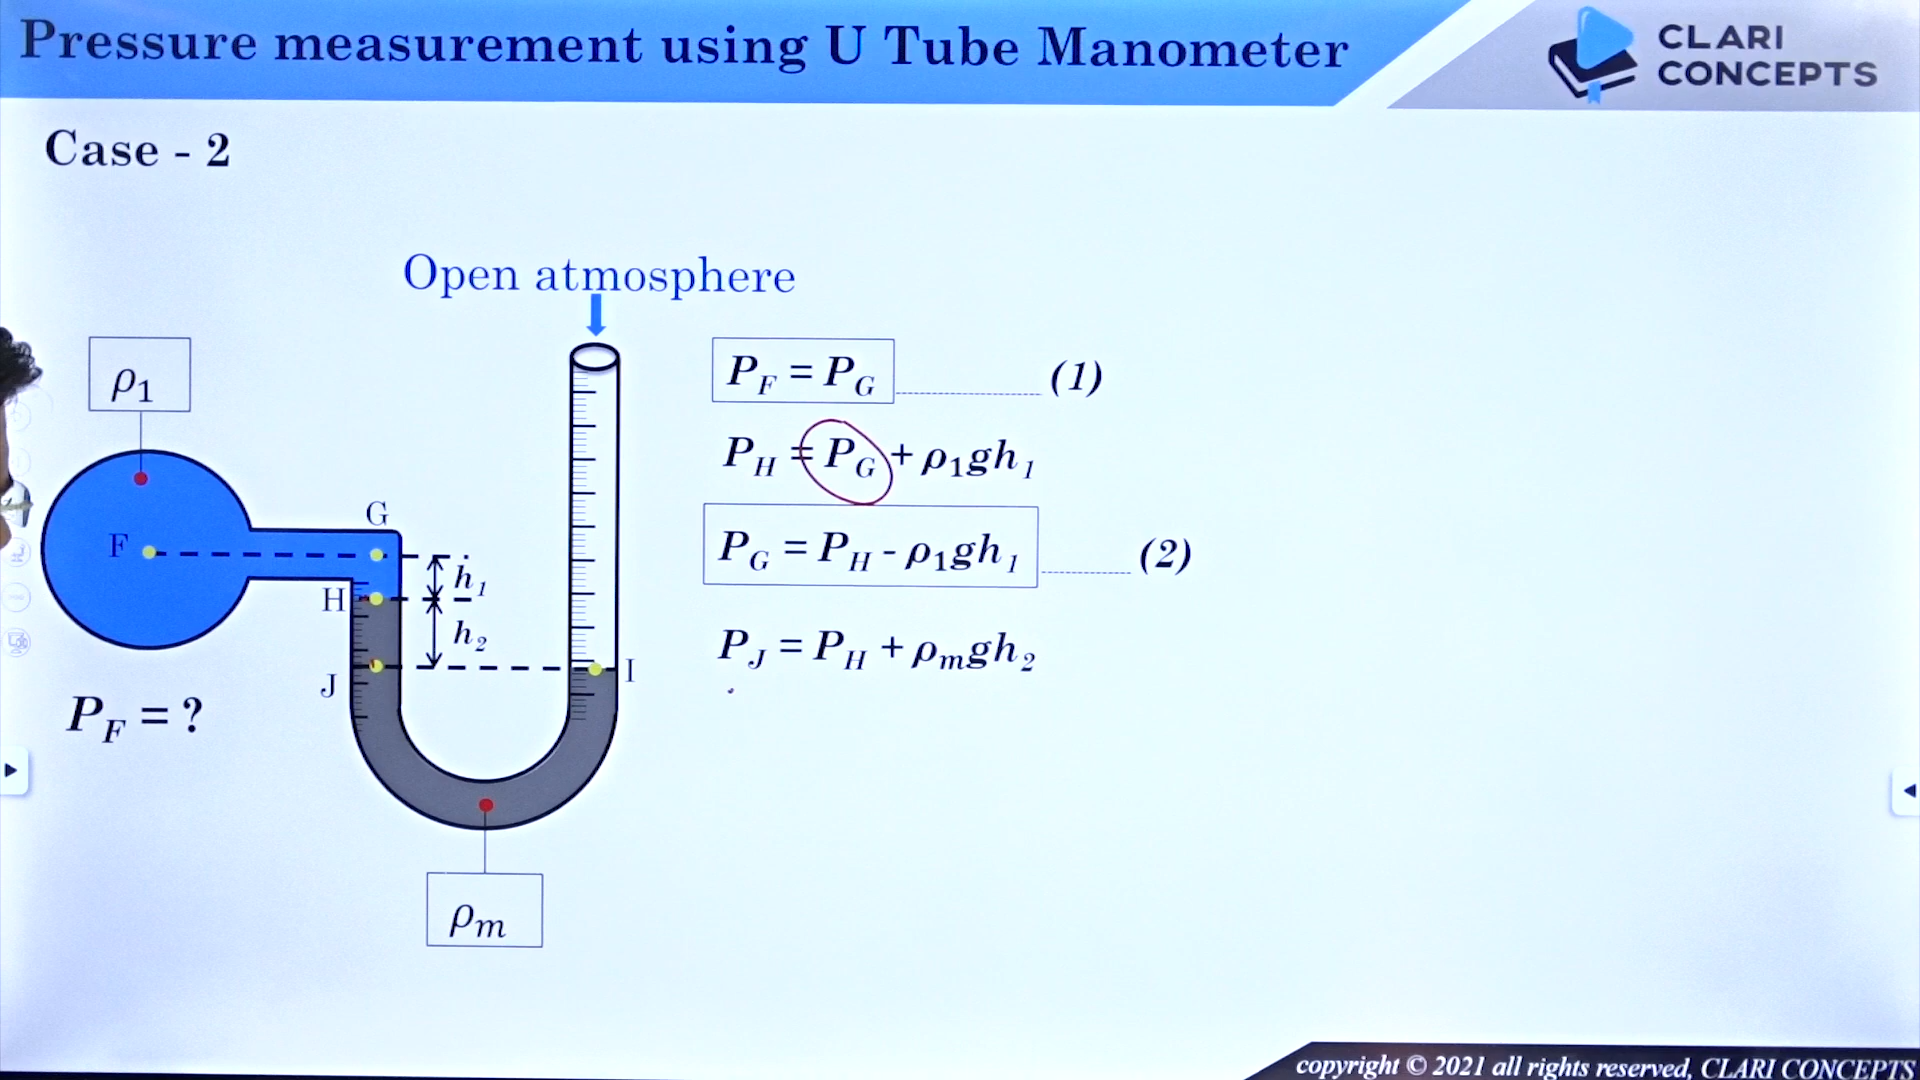 Pressure measurement using U Tube Manometer
CLARI
CONCEPTS
Case - 2
Open atmosphere
ρ1
F
G
H
J
I
h1
h2
PF = ?
ρm
PF = PG (1)
PH = PG + ρ1gh1
PG = PH - ρ1gh1 (2)
PJ = PH + ρmgh2
copyright © 2021 all rights reserved, CLARI CONCEPTS